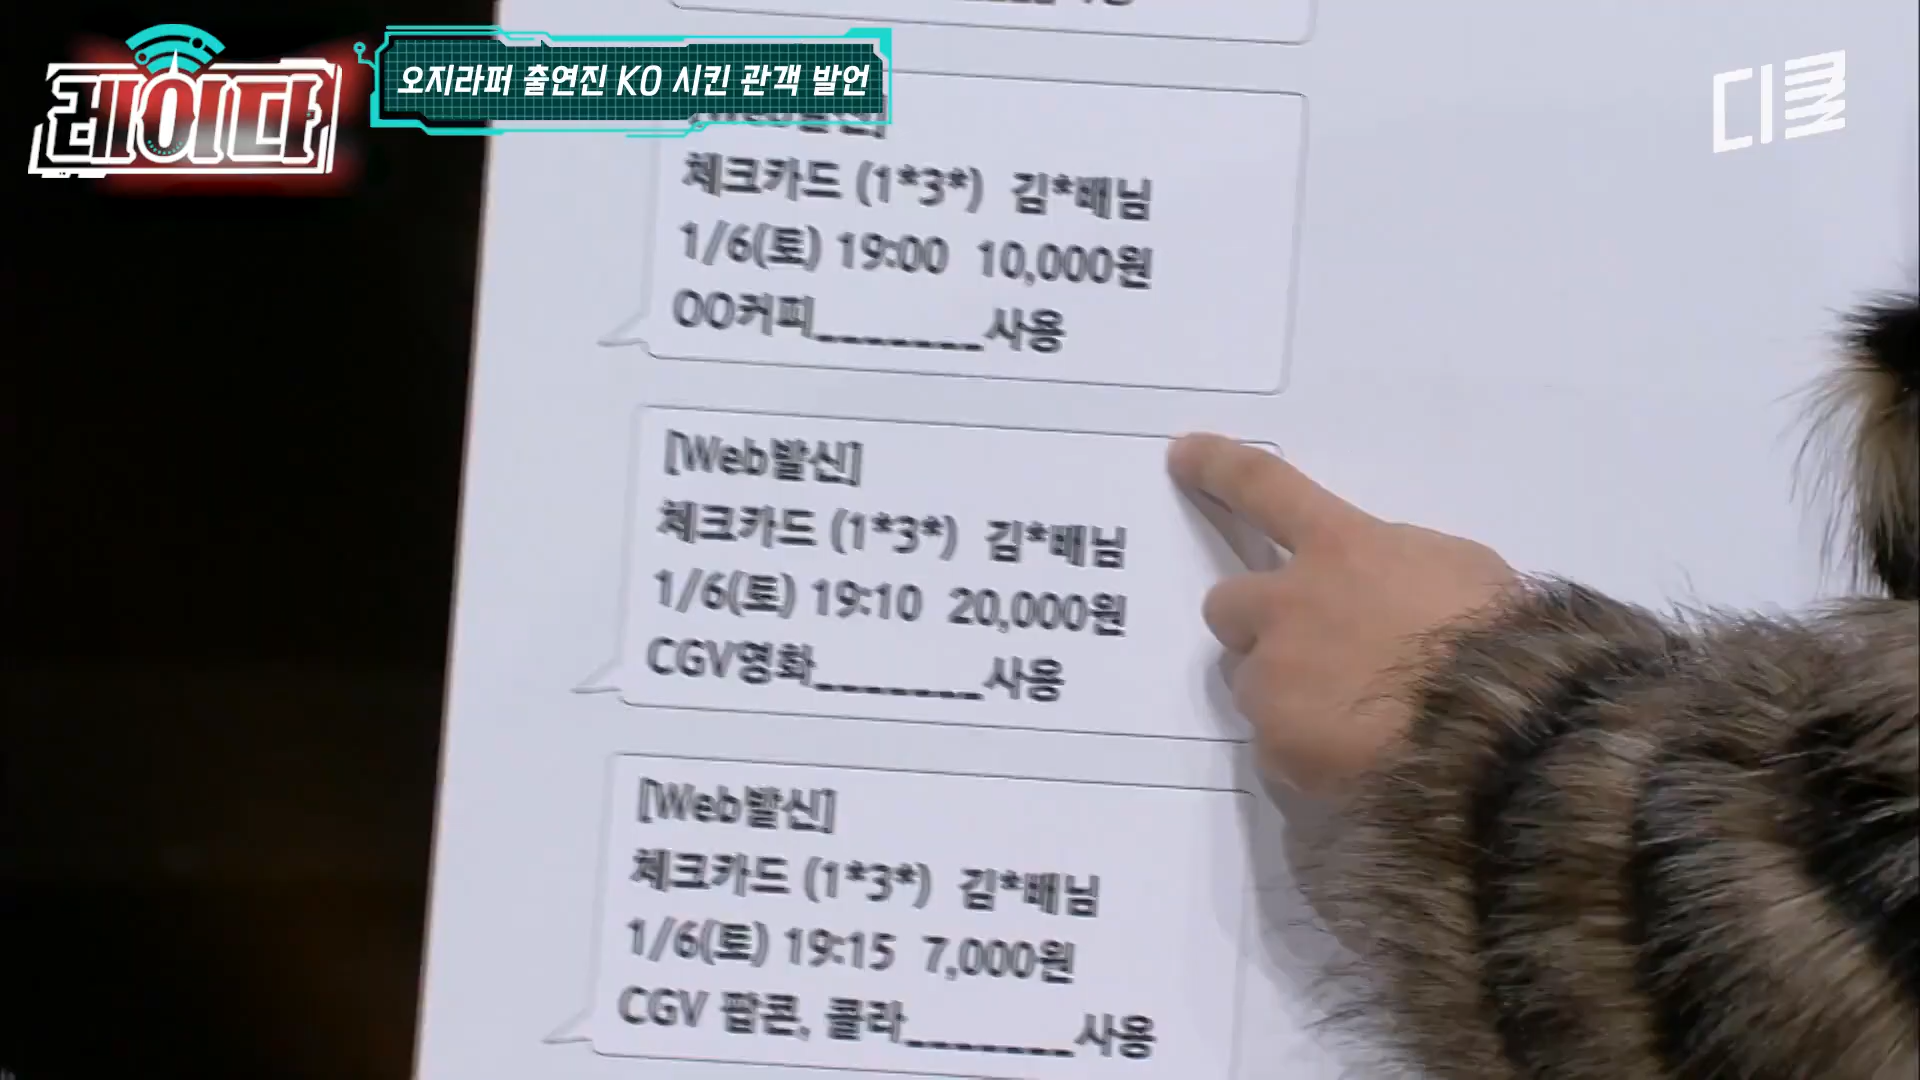 레이다
오지라퍼 출연진 KO 시킨 관객 발언
디글
체크카드 (1*3*) 김*배님
1/6(토) 19:00 10,000원
OO커피_______사용
[Web발신]
체크카드 (1*3*) 김*배님
1/6(토) 19:10 20,000원
CGV영화_______사용
[Web발신]
체크카드 (1*3*) 김*배님
1/6(토) 19:15 7,000원
CGV 팝콘, 콜라_______사용